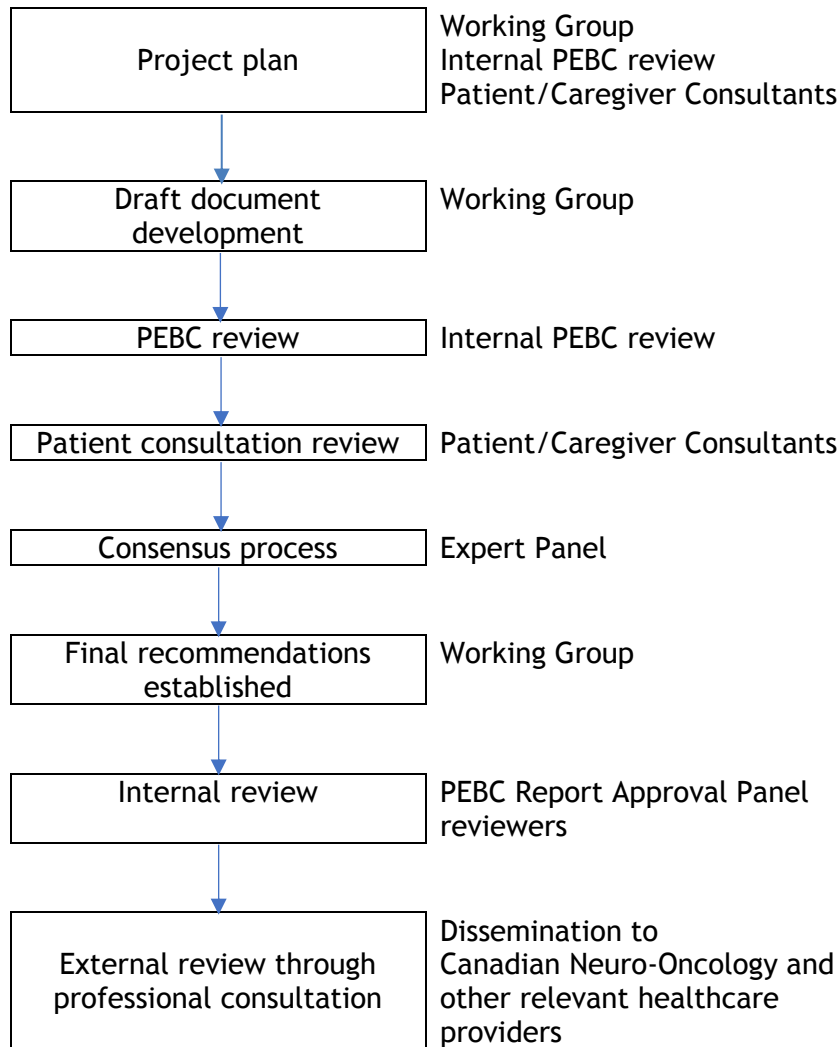 Project plan
Working Group
Internal PEBC review
Patient/Caregiver Consultants
Draft document
development
Working Group
PEBC review
Internal PEBC review
Patient consultation review
Patient/Caregiver Consultants
Consensus process
Expert Panel
Final recommendations
established
Working Group
Internal review
PEBC Report Approval Panel
reviewers
External review through
professional consultation
Dissemination to
Canadian Neuro-Oncology and
other relevant healthcare
providers